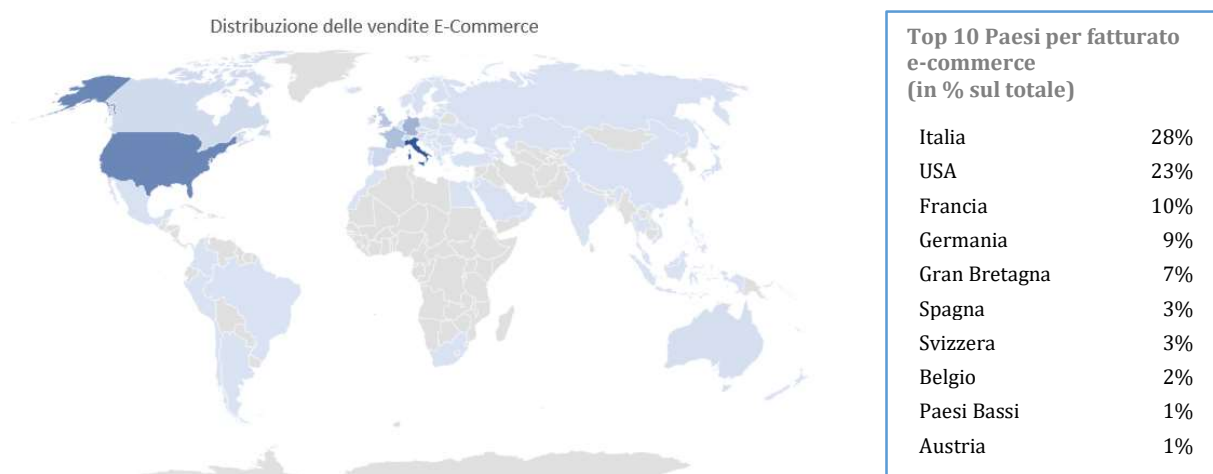 Distribuzione delle vendite E-Commerce
Top 10 Paesi per fatturato
e-commerce
(in % sul totale)
Italia 28%
USA 23%
Francia 10%
Germania 9%
Gran Bretagna 7%
Spagna 3%
Svizzera 3%
Belgio 2%
Paesi Bassi 1%
Austria 1%